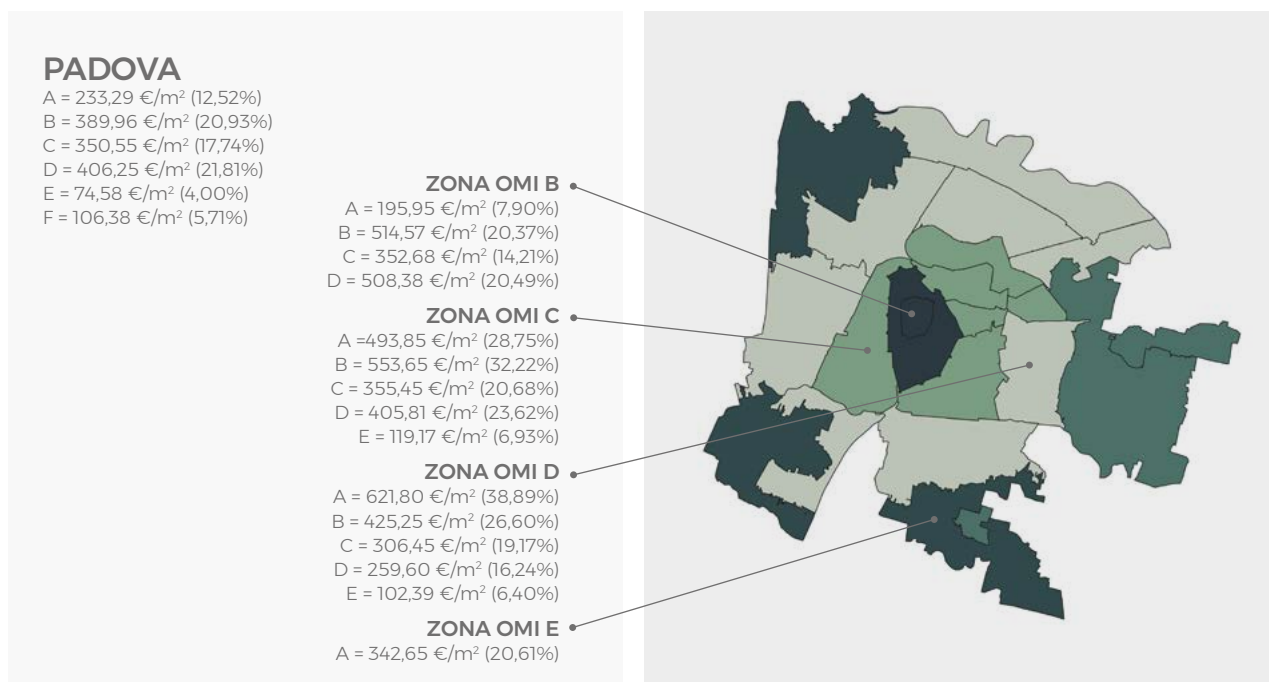 PADOVA
A = 233,29 €/m² (12,52%)
B = 389,96 €/m² (20,93%)
C = 350,55 €/m² (17,74%)
D = 406,25 €/m² (21,81%)
E = 74,58 €/m² (4,00%)
F = 106,38 €/m² (5,71%)
ZONA OMI B
A = 195,95 €/m² (7,90%)
B = 514,57 €/m² (20,37%)
C = 352,68 €/m² (14,21%)
D = 508,38 €/m² (20,49%)
ZONA OMI C
A =493,85 €/m² (28,75%)
B = 553,65 €/m² (32,22%)
C = 355,45 €/m² (20,68%)
D = 405,81 €/m² (23,62%)
E = 119,17 €/m² (6,93%)
ZONA OMI D
A = 621,80 €/m² (38,89%)
B = 425,25 €/m² (26,60%)
C = 306,45 €/m² (19,17%)
D = 259,60 €/m² (16,24%)
E = 102,39 €/m² (6,40%)
ZONA OMI E
A = 342,65 €/m² (20,61%)